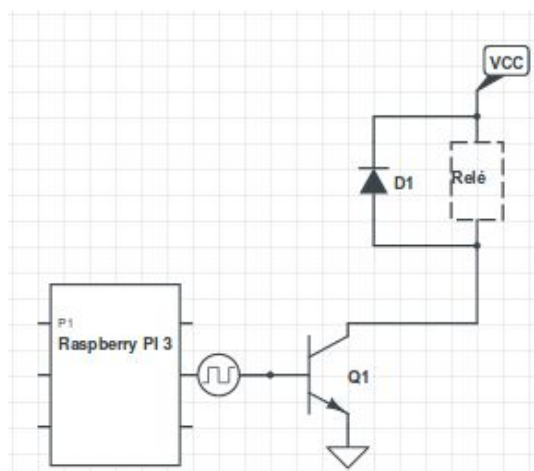 VCC
D1
Relé
P1
Raspberry PI 3
Q1